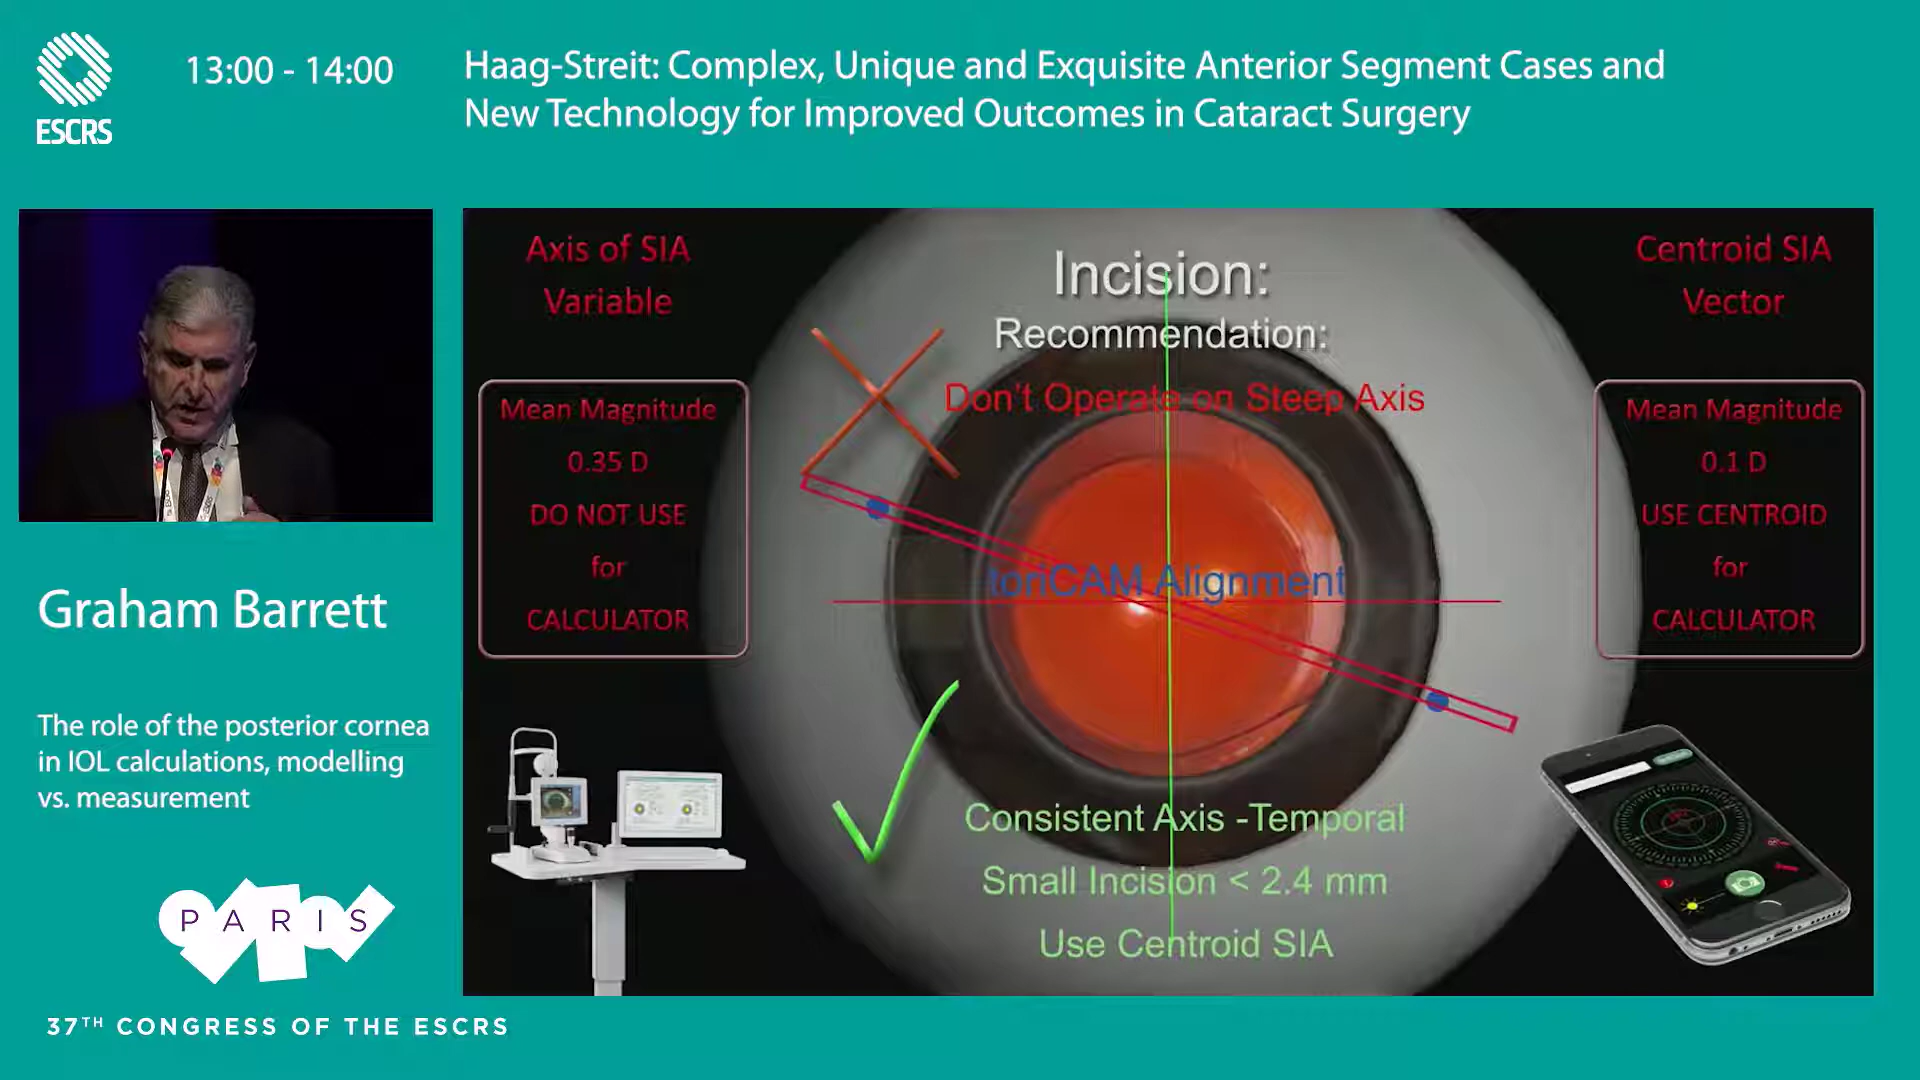 ESCRS
13:00 - 14:00
Haag-Streit: Complex, Unique and Exquisite Anterior Segment Cases and
New Technology for Improved Outcomes in Cataract Surgery
Graham Barrett
The role of the posterior cornea
in IOL calculations, modelling
vs. measurement
PARIS
37TH CONGRESS OF THE ESCRS
Axis of SIA
Variable
Mean Magnitude
0.35 D
DO NOT USE
for
CALCULATOR
Incision:
Recommendation:
Don't Operate on Steep Axis
toriCAM Alignment
Consistent Axis -Temporal
Small Incision < 2.4 mm
Use Centroid SIA
Centroid SIA
Vector
Mean Magnitude
0.1 D
USE CENTROID
for
CALCULATOR